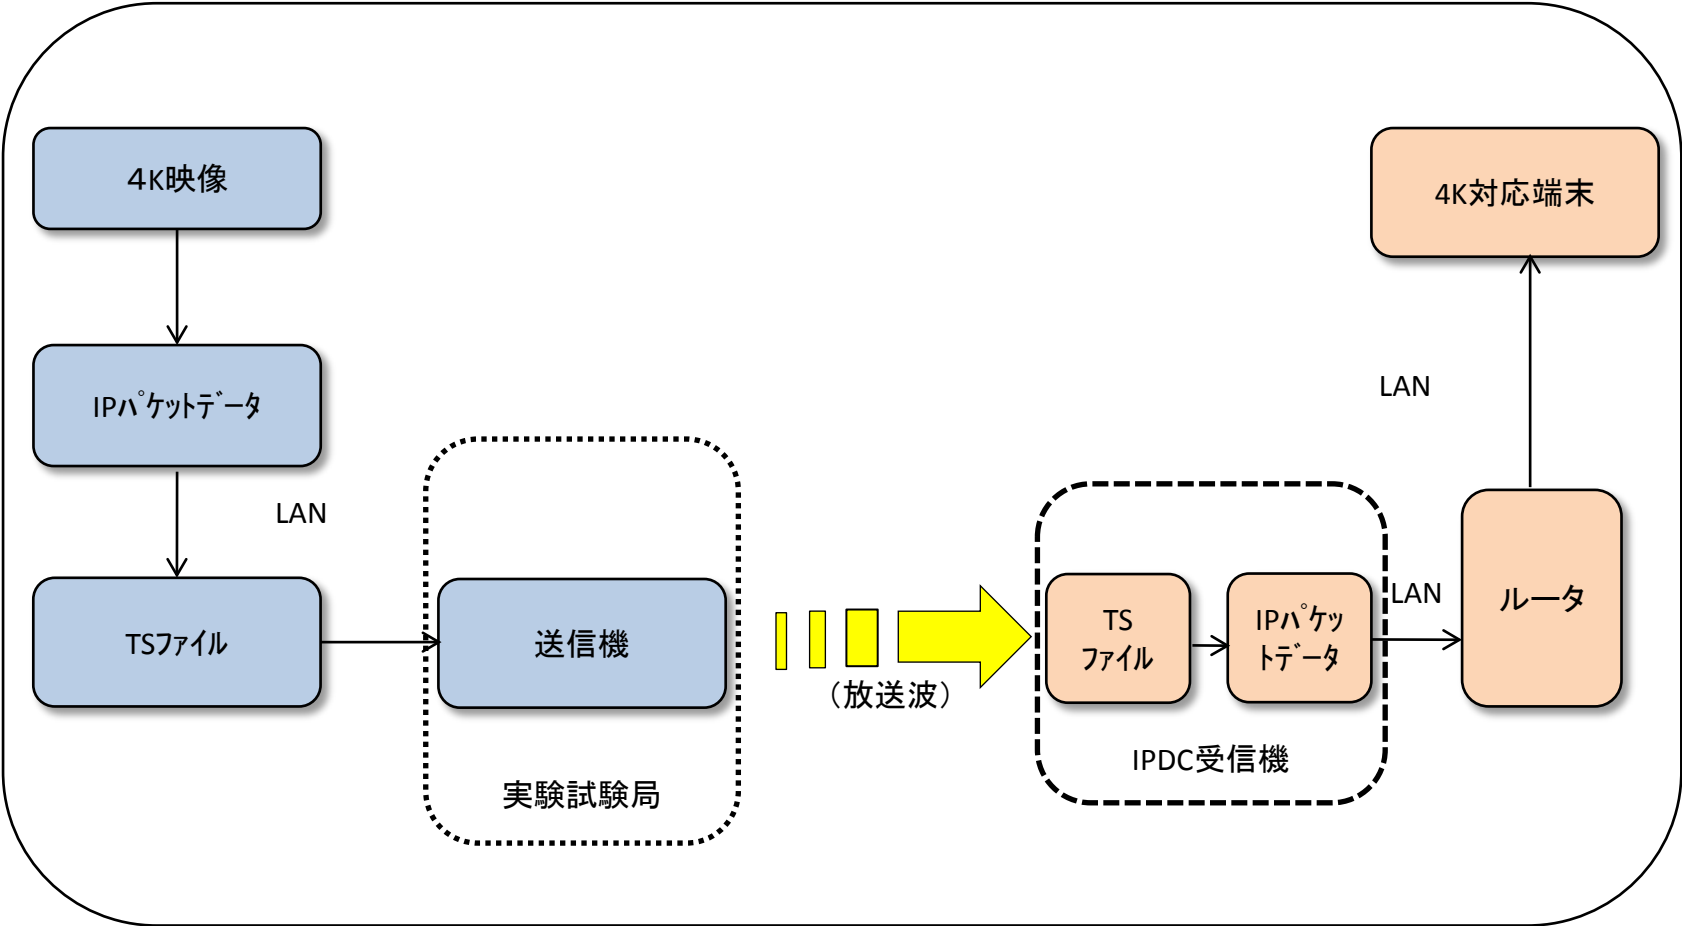 ４K映像
IPﾊﾟｹｯﾄﾃﾞｰﾀ
LAN
TSﾌｧｲﾙ
送信機
実験試験局
（放送波）
TS
ﾌｧｲﾙ
IPﾊﾟｹｯ
ﾄﾃﾞｰﾀ
IPDC受信機
LAN
ルータ
LAN
4K対応端末